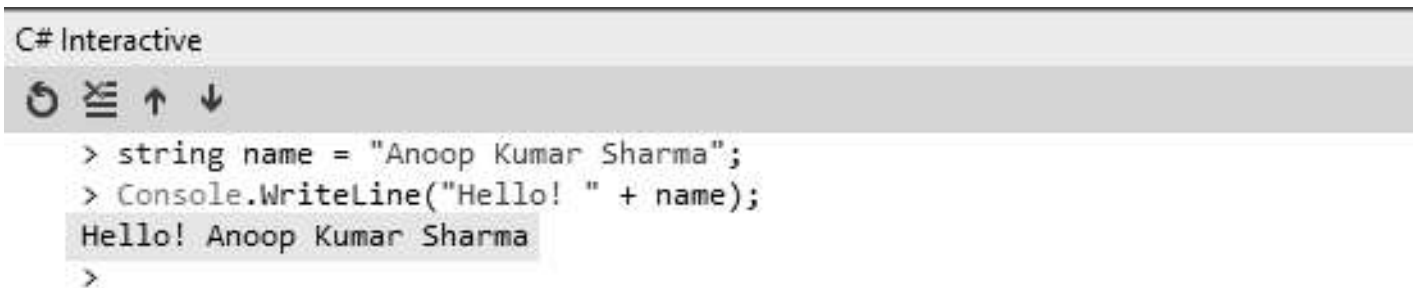 C# Interactive
> string name = "Anoop Kumar Sharma";
> Console.WriteLine("Hello! " + name);
Hello! Anoop Kumar Sharma
>